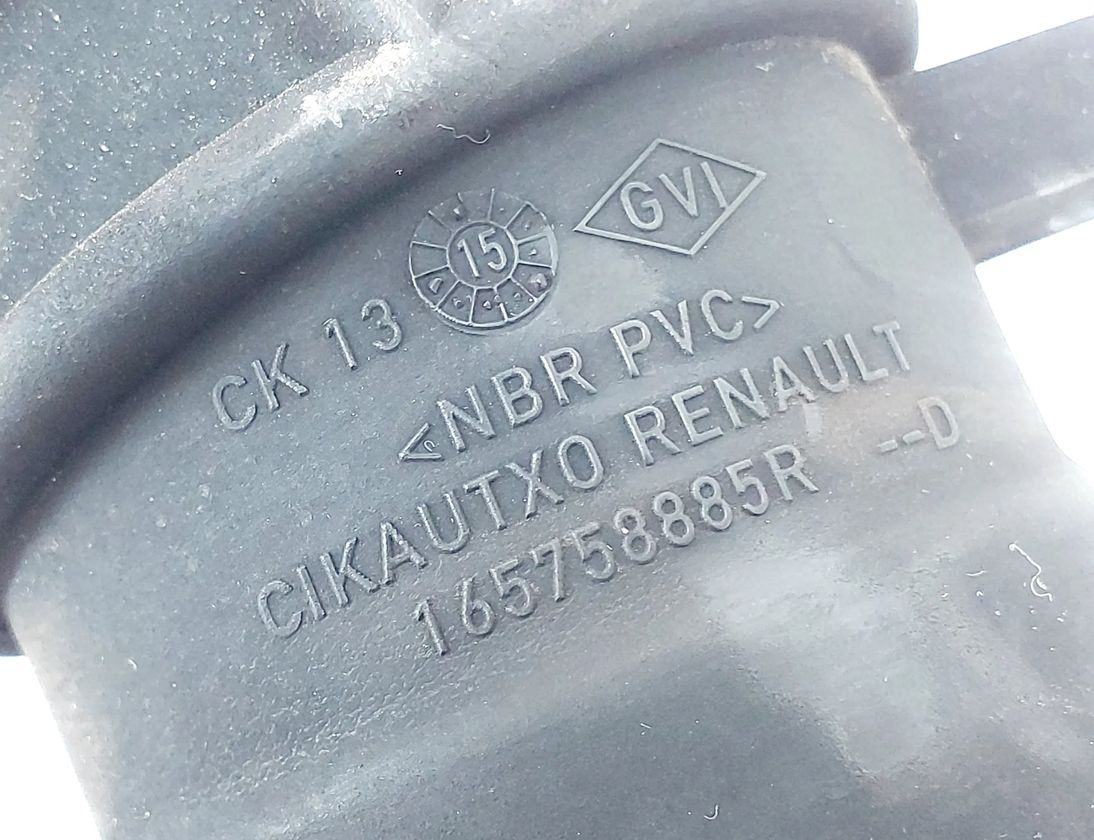 GVI
15
CK 13
<NBR PVC>
CIKAUTXO RENAULT
165758885R --D